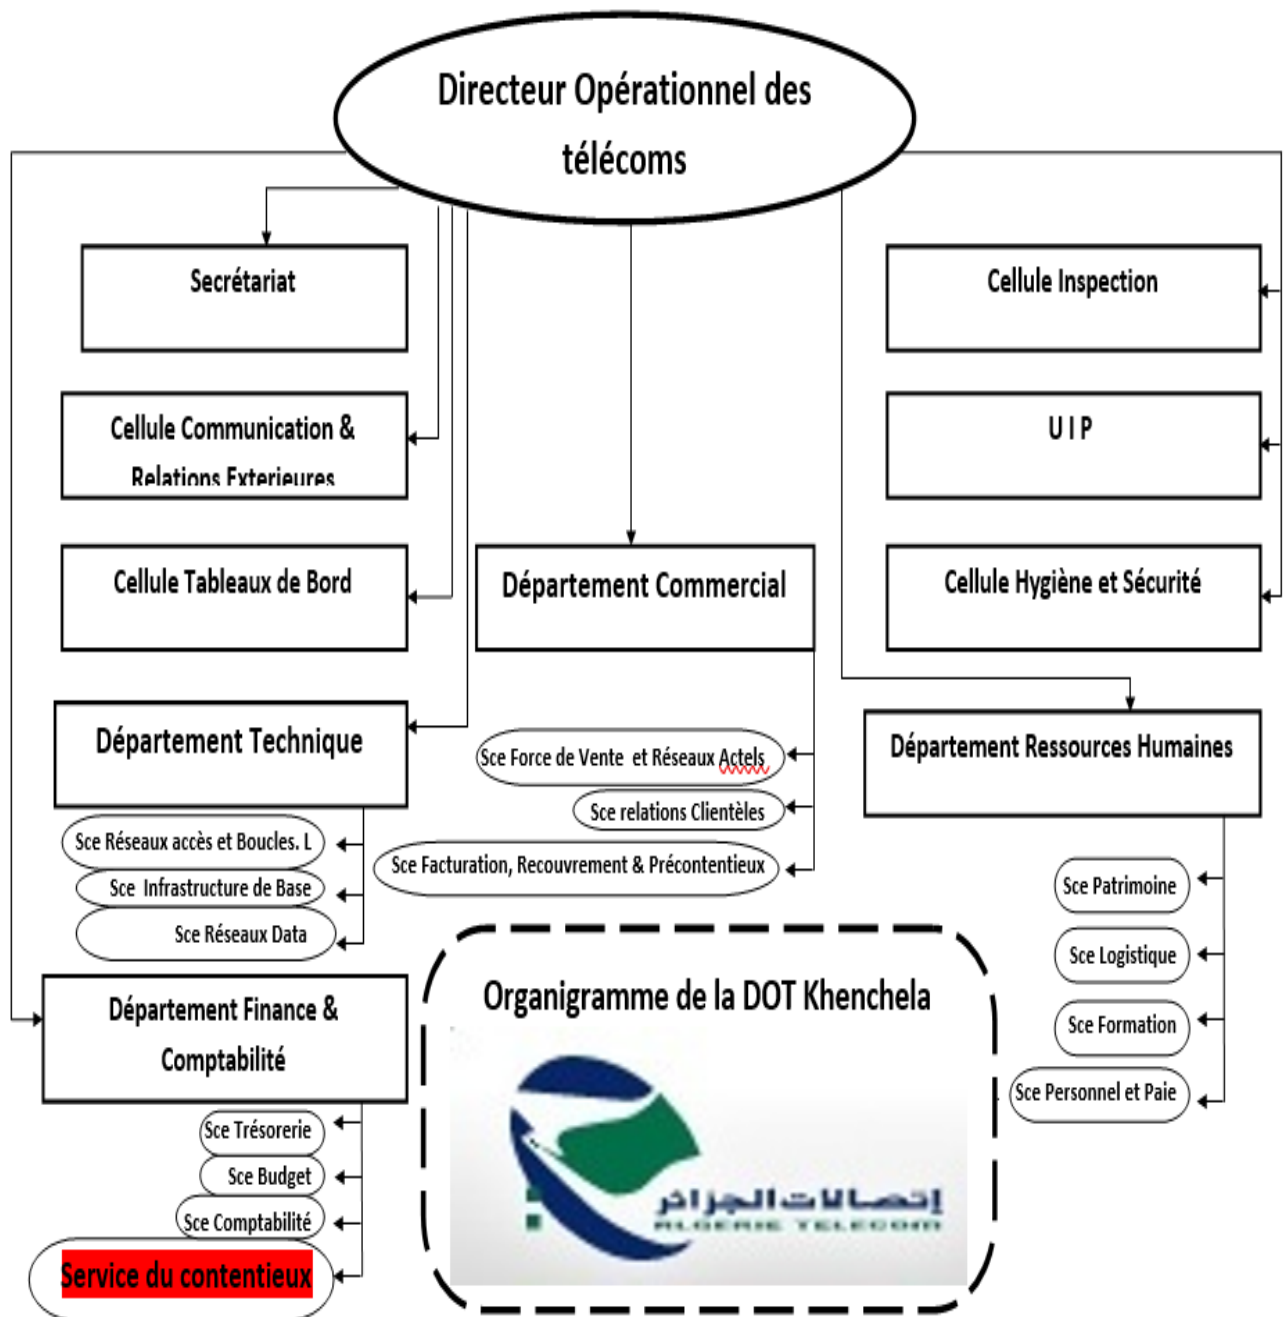 Directeur Opérationnel des
télécoms
Secrétariat
Cellule Inspection
Cellule Communication &
Relations Exterieures
U I P
Cellule Tableaux de Bord
Département Commercial
Cellule Hygiène et Sécurité
Département Technique
Sce Force de Vente et Réseaux Actels
Sce relations Clientèles
Sce Facturation, Recouvrement & Précontentieux
Département Ressources Humaines
Sce Réseaux accès et Boucles. L
Sce Infrastructure de Base
Sce Réseaux Data
Sce Patrimoine
Sce Logistique
Sce Formation
Sce Personnel et Paie
Département Finance &
Comptabilité
Sce Trésorerie
Sce Budget
Sce Comptabilité
Service du contentieux
Organigramme de la DOT Khenchela
إتصالات الجزائر
ALGERIE TELECOM